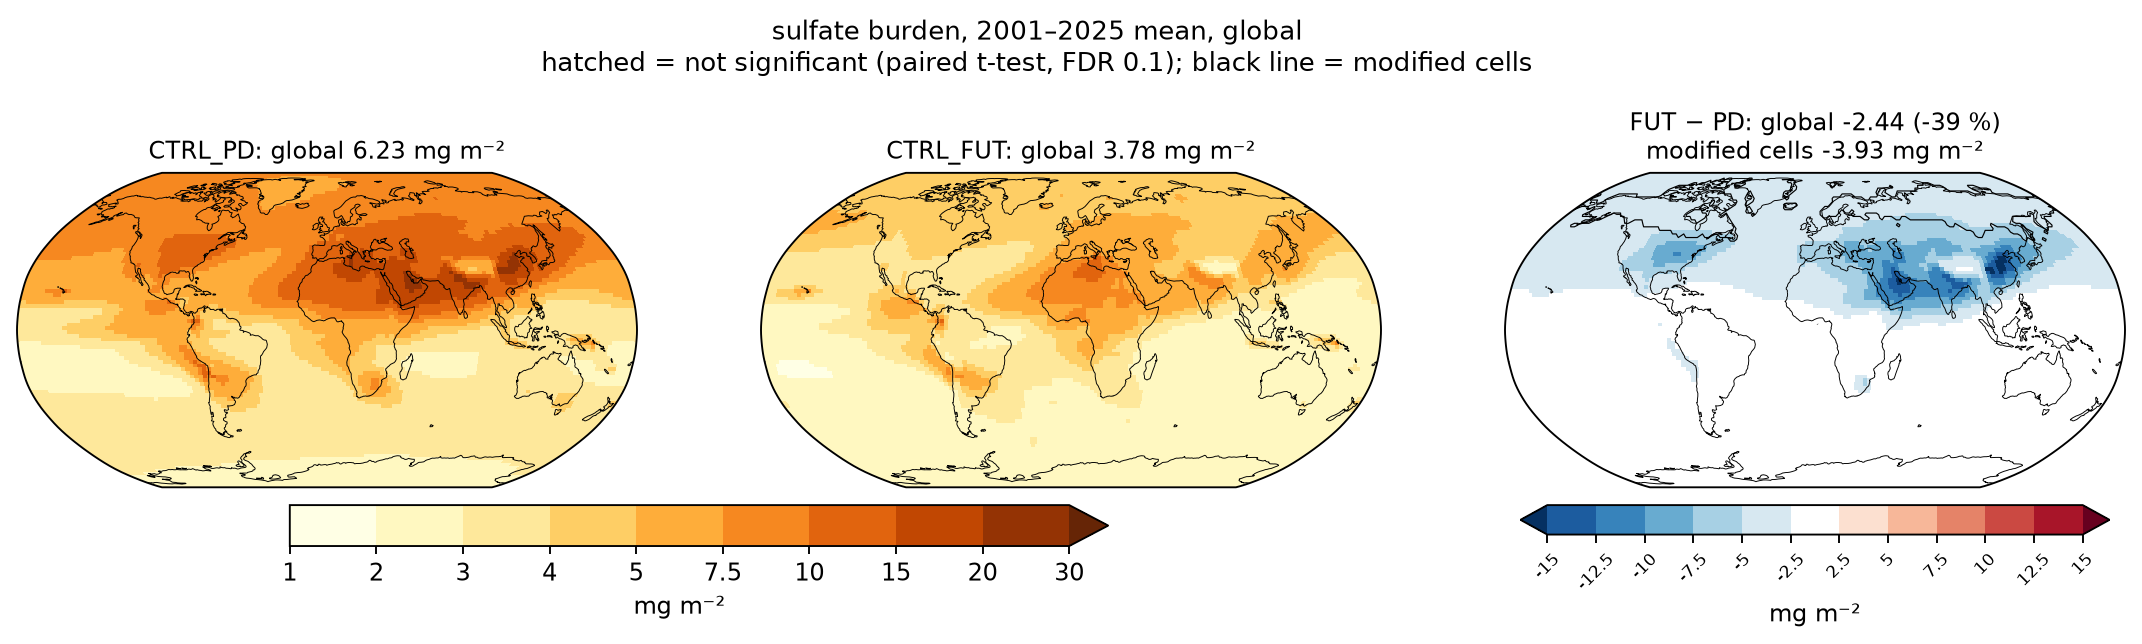 sulfate burden, 2001–2025 mean, global
hatched = not significant (paired t-test, FDR 0.1); black line = modified cells
CTRL_PD: global 6.23 mg m⁻²
CTRL_FUT: global 3.78 mg m⁻²
FUT − PD: global -2.44 (-39 %)
modified cells -3.93 mg m⁻²
1 2 3 4 5 7.5 10 15 20 30
mg m⁻²
-15 -12.5 -10 -7.5 -5 -2.5 2.5 5 7.5 10 12.5 15
mg m⁻²